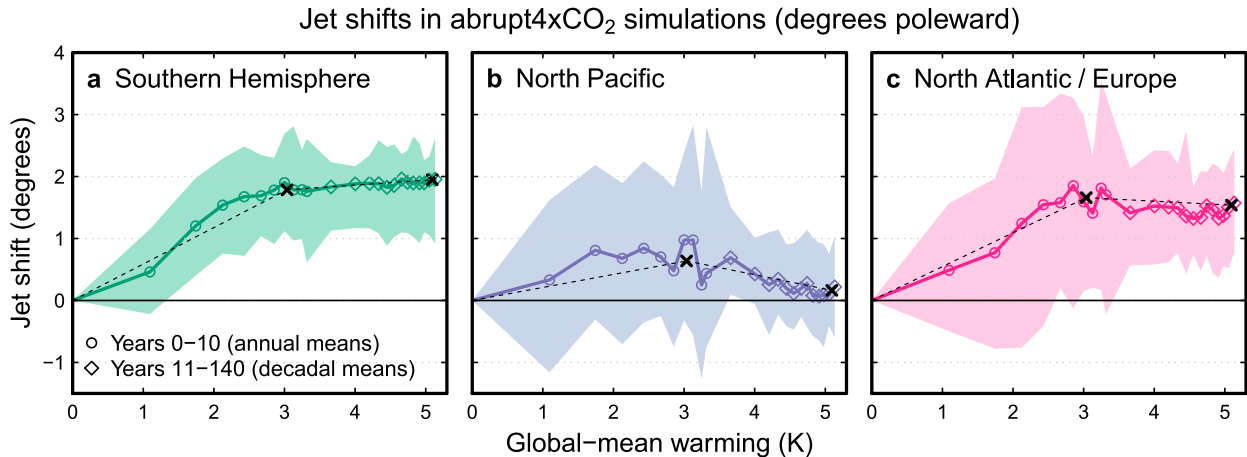 Jet shifts in abrupt4xCO₂ simulations (degrees poleward)
Jet shift (degrees)
4
3
2
1
0
−1
a Southern Hemisphere
b North Pacific
c North Atlantic / Europe
Years 0−10 (annual means)
Years 11−140 (decadal means)
0 1 2 3 4 5
0 1 2 3 4 5
0 1 2 3 4 5
Global−mean warming (K)